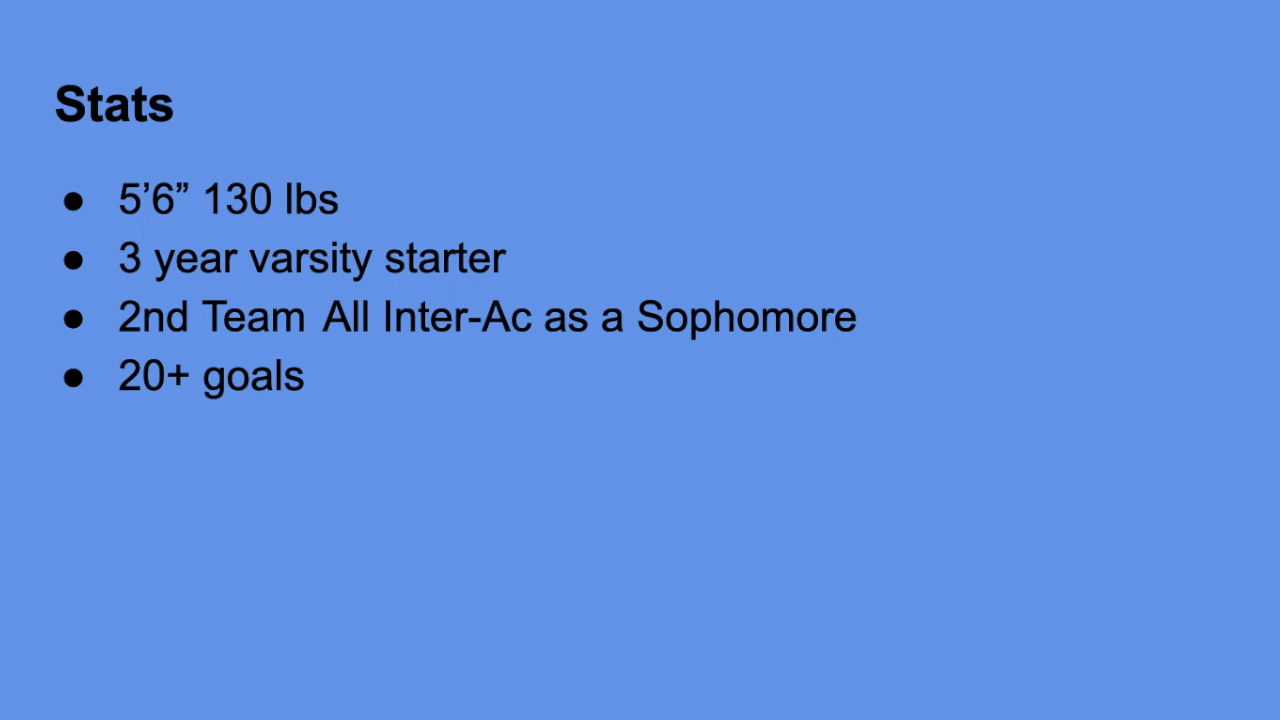 Stats
● 5’6” 130 lbs
● 3 year varsity starter
● 2nd Team All Inter-Ac as a Sophomore
● 20+ goals